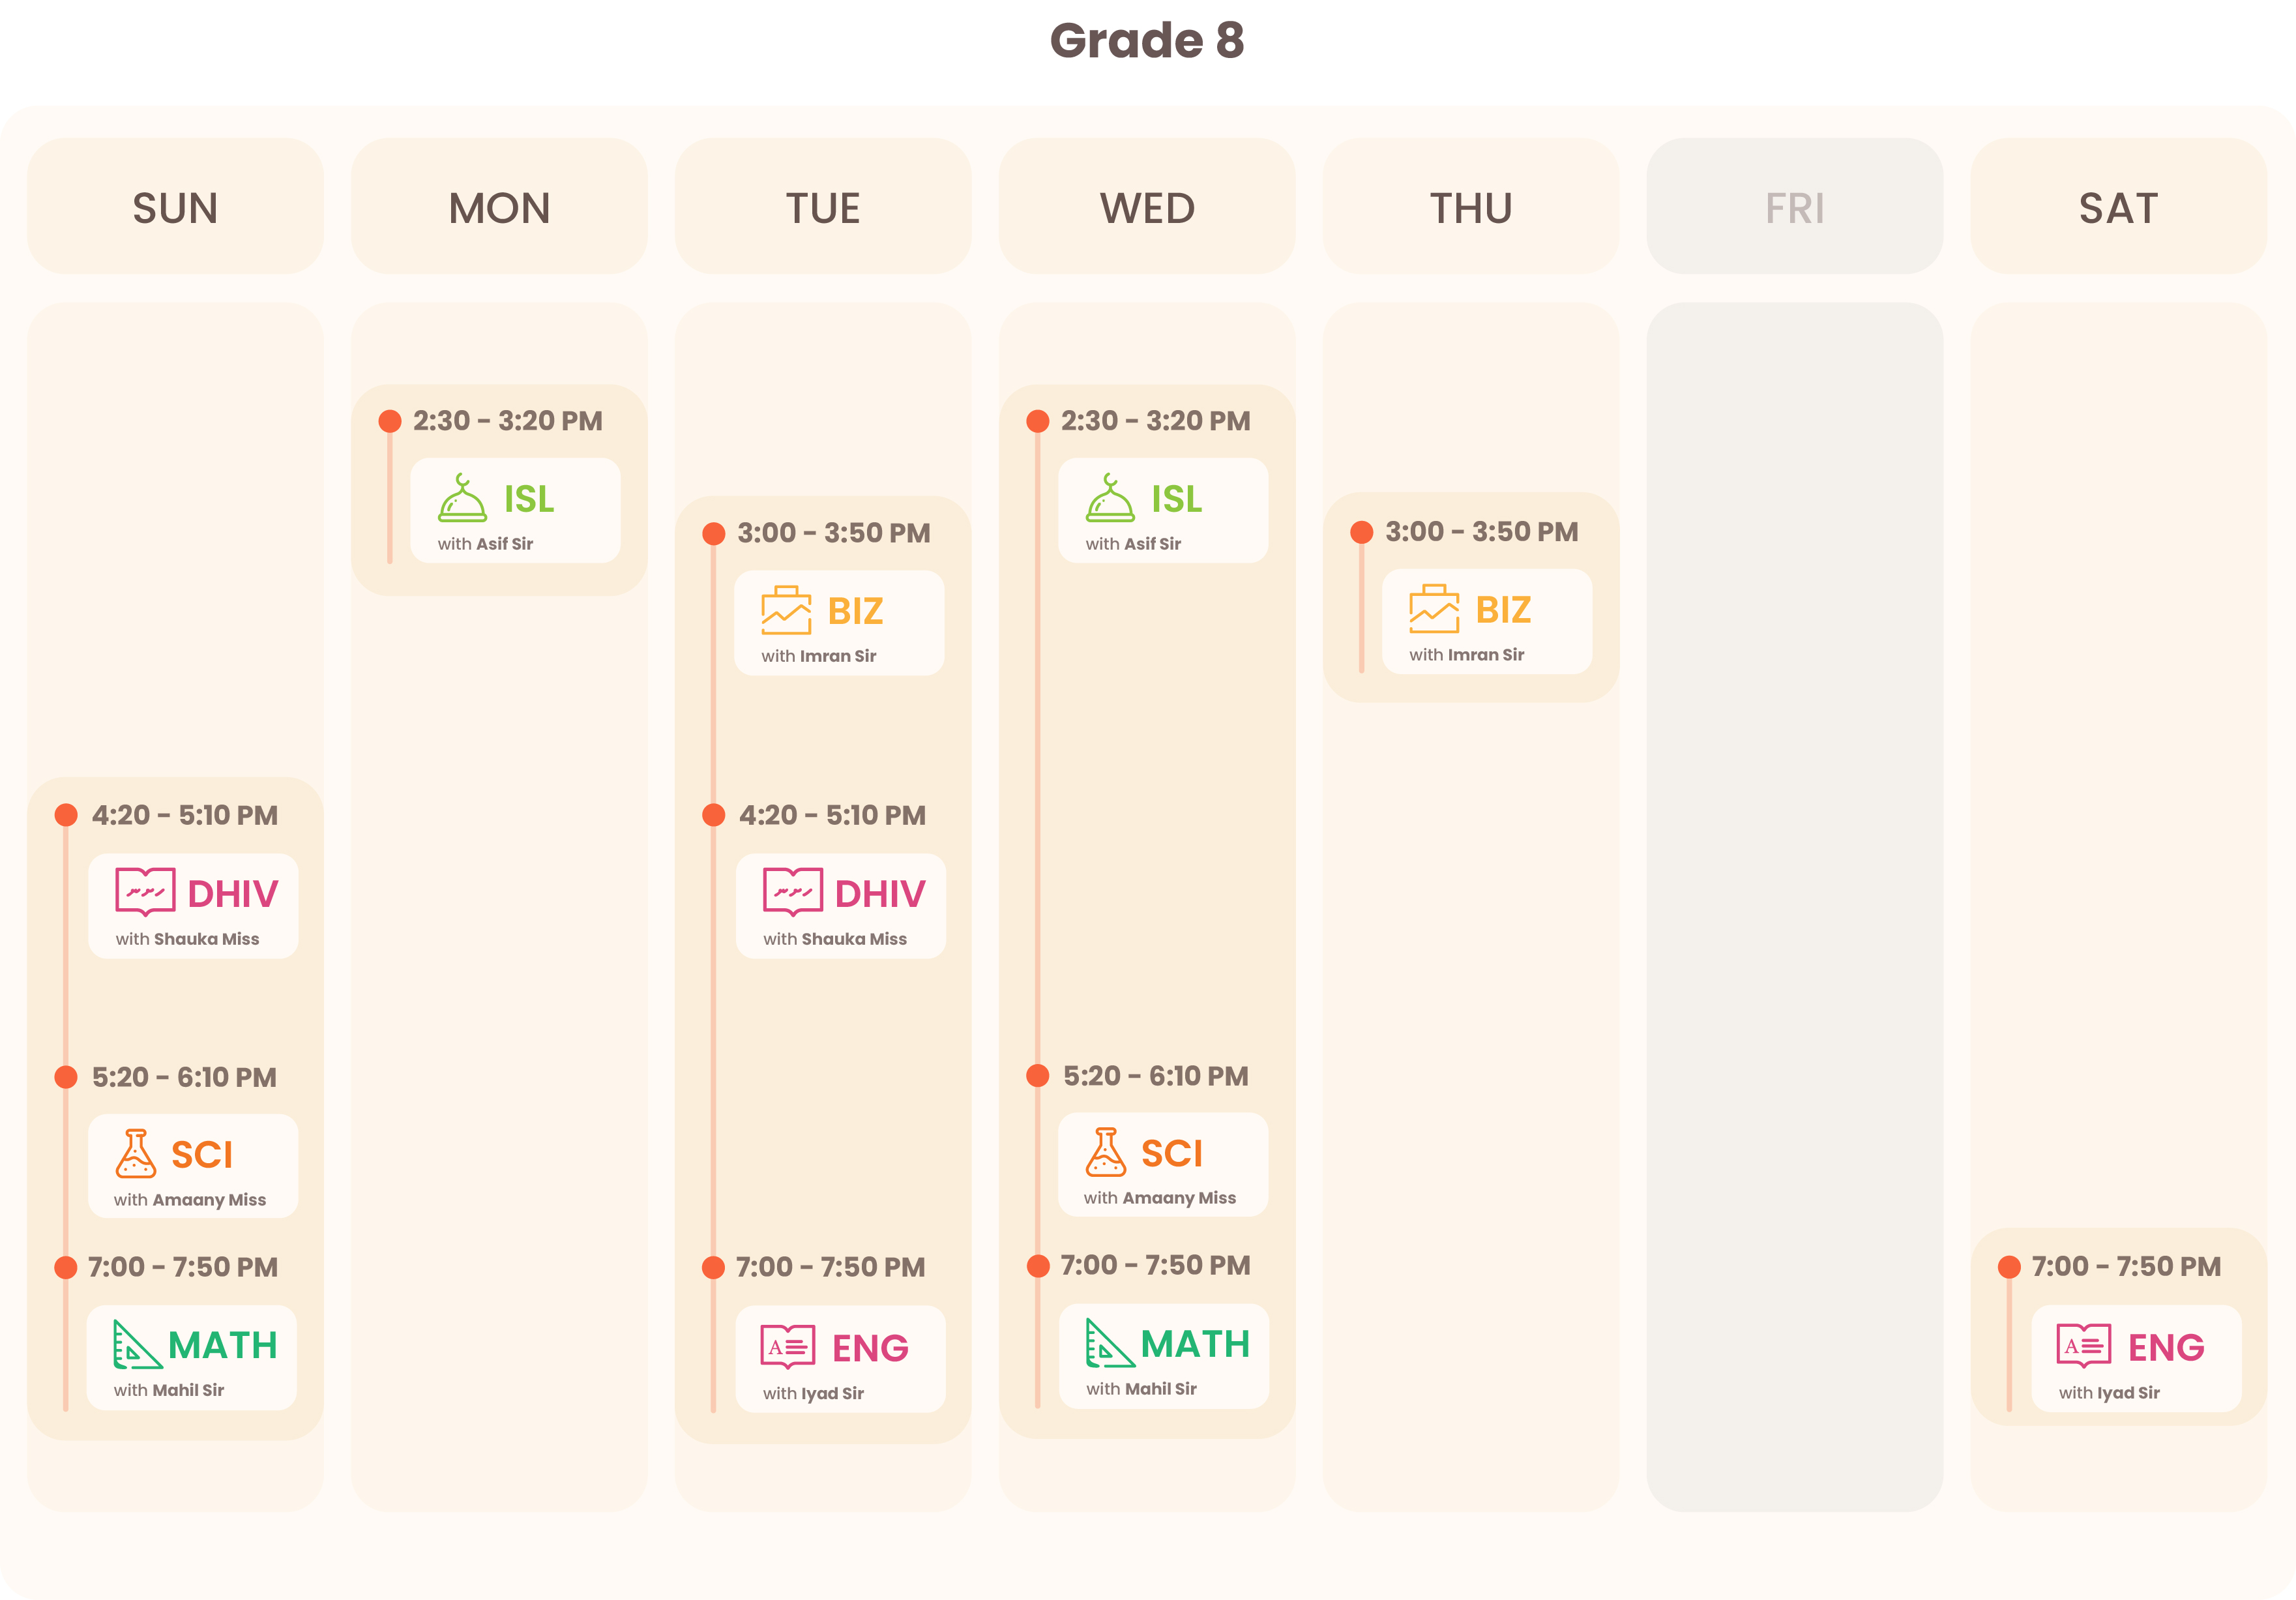 Grade 8
SUN
MON
TUE
WED
THU
FRI
SAT
4:20 - 5:10 PM
DHIV
with Shauka Miss
5:20 - 6:10 PM
SCI
with Amaany Miss
7:00 - 7:50 PM
MATH
with Mahil Sir
2:30 - 3:20 PM
ISL
with Asif Sir
3:00 - 3:50 PM
BIZ
with Imran Sir
4:20 - 5:10 PM
DHIV
with Shauka Miss
7:00 - 7:50 PM
A
ENG
with Iyad Sir
2:30 - 3:20 PM
ISL
with Asif Sir
5:20 - 6:10 PM
SCI
with Amaany Miss
7:00 - 7:50 PM
MATH
with Mahil Sir
3:00 - 3:50 PM
BIZ
with Imran Sir
7:00 - 7:50 PM
A
ENG
with Iyad Sir